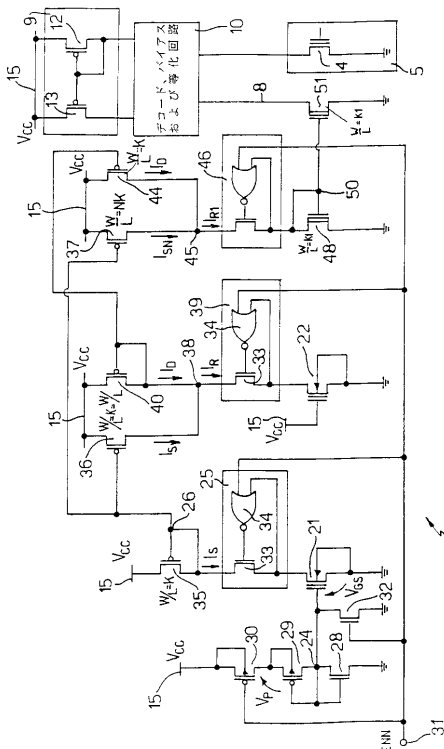 9
15
VCC
13
12
10
デコード、バイアス
および等化回路
8
4
5
51
W/L=K1
VCC
15
37
W/L=NK
ISN
44
W/L=K
ID
45
IR1
46
50
48
W/L=K1
VCC
15
36
W/L=K=W/L
40
IS
ID
38
IR
39
34
33
22
15
VCC
VCC
15
26
W/L=K
35
IS
25
34
33
21
VGS
32
VCC
15
30
VP
29
24
28
31
ENN